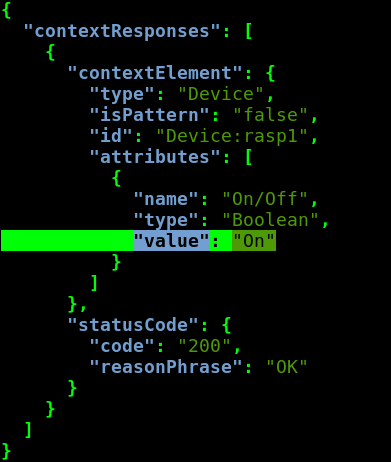 {
  "contextResponses": [
    {
      "contextElement": {
        "type": "Device",
        "isPattern": "false",
        "id": "Device:rasp1",
        "attributes": [
          {
            "name": "On/Off",
            "type": "Boolean",
            "value": "On"
          }
        ]
      },
      "statusCode": {
        "code": "200",
        "reasonPhrase": "OK"
      }
    }
  ]
}